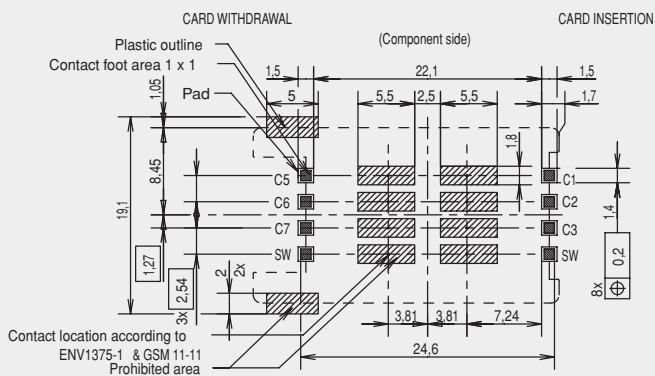 CARD WITHDRAWAL
CARD INSERTION
(Component side)
Plastic outline
Contact foot area 1 x 1
Pad
1,5
22,1
1,5
5
5,5
2,5
5,5
1,7
1,05
8,45
19,1
1,27
3x 2,54
2
2x
1,8
1,4
8x ⌖ 0,2
C5
C6
C7
SW
C1
C2
C3
SW
Contact location according to
ENV1375-1 & GSM 11-11
Prohibited area
3,81
3,81
7,24
24,6